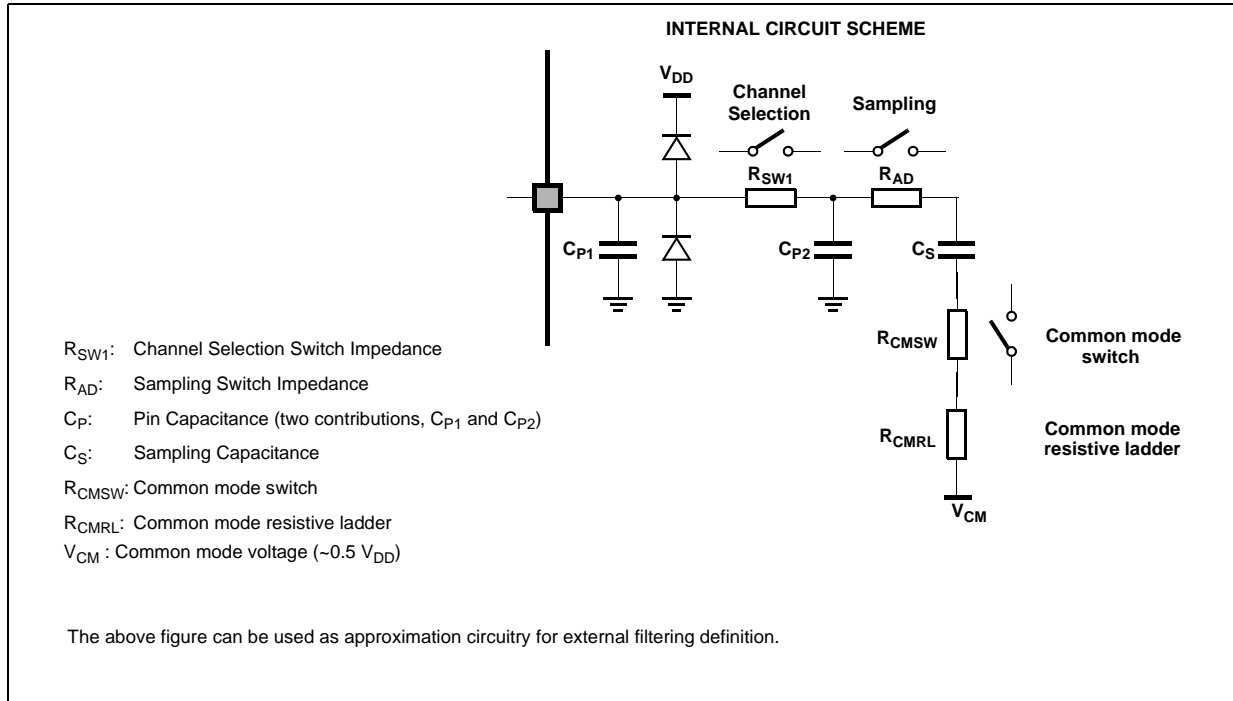 INTERNAL CIRCUIT SCHEME
VDD
Channel
Selection
Sampling
RSW1
RAD
CP1
CP2
CS
RCMSW
Common mode
switch
RCMRL
Common mode
resistive ladder
VCM
RSW1: Channel Selection Switch Impedance
RAD: Sampling Switch Impedance
CP: Pin Capacitance (two contributions, CP1 and CP2)
CS: Sampling Capacitance
RCMSW: Common mode switch
RCMRL: Common mode resistive ladder
VCM : Common mode voltage (~0.5 VDD)
The above figure can be used as approximation circuitry for external filtering definition.